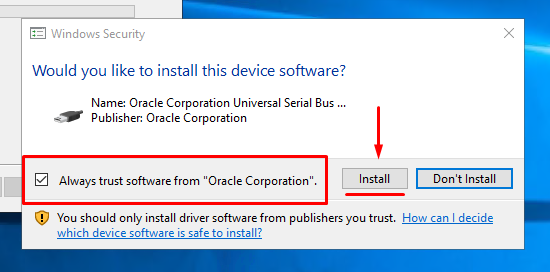 Windows Security
Would you like to install this device software?
Name: Oracle Corporation Universal Serial Bus ...
Publisher: Oracle Corporation
Always trust software from "Oracle Corporation".
Install
Don't Install
You should only install driver software from publishers you trust. How can I decide
which device software is safe to install?